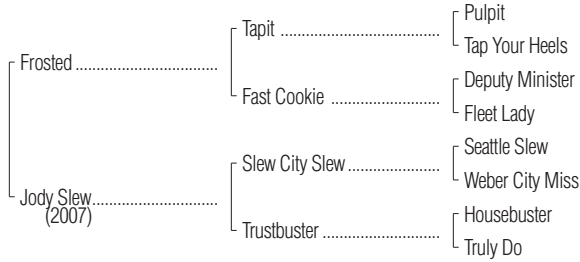 Pulpit
Tapit ........................................
Tap Your Heels
Frosted ....................................
Deputy Minister
Fast Cookie ...........................
Fleet Lady
Seattle Slew
Slew City Slew.......................
Weber City Miss
Jody Slew................................
(2007)
Housebuster
Trustbuster .............................
Truly Do